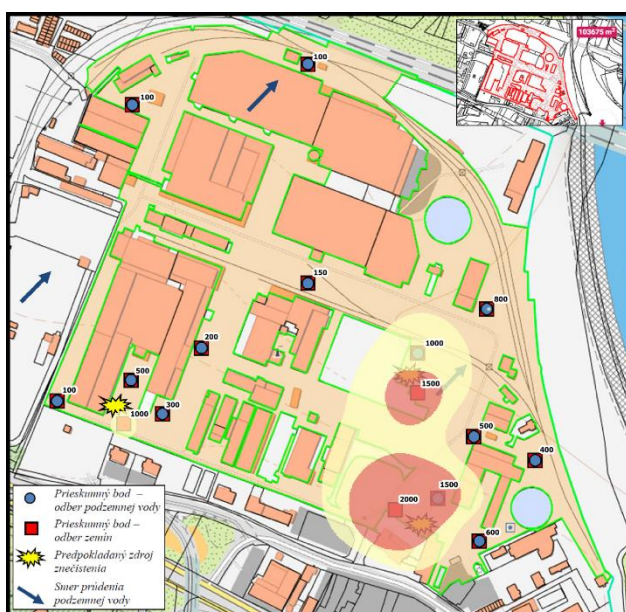 103675 m²
100
100
150
800
200
1000
1500
500
100
1000
300
500
400
2000
1500
600
Prieskumný bod –
odber podzemnej vody
Prieskumný bod –
odber zemín
Predpokladaný zdroj
znečistenia
Smer prúdenia
podzemnej vody